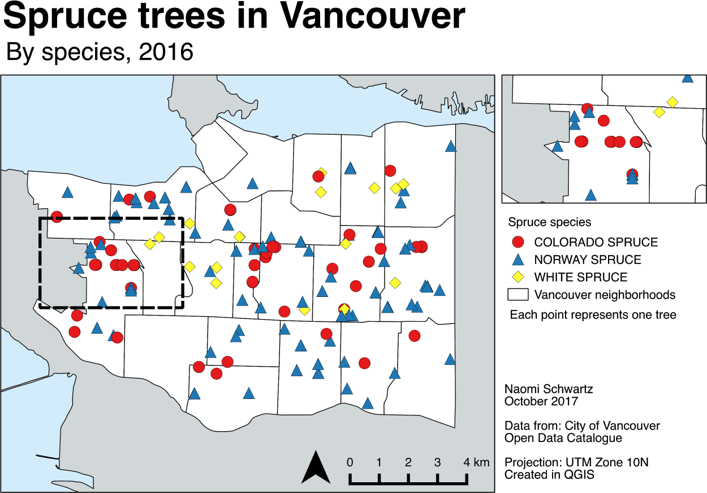 Spruce trees in Vancouver
By species, 2016
Spruce species
COLORADO SPRUCE
NORWAY SPRUCE
WHITE SPRUCE
Vancouver neighborhoods
Each point represents one tree
Naomi Schwartz
October 2017
Data from: City of Vancouver
Open Data Catalogue
Projection: UTM Zone 10N
Created in QGIS
0 1 2 3 4 km